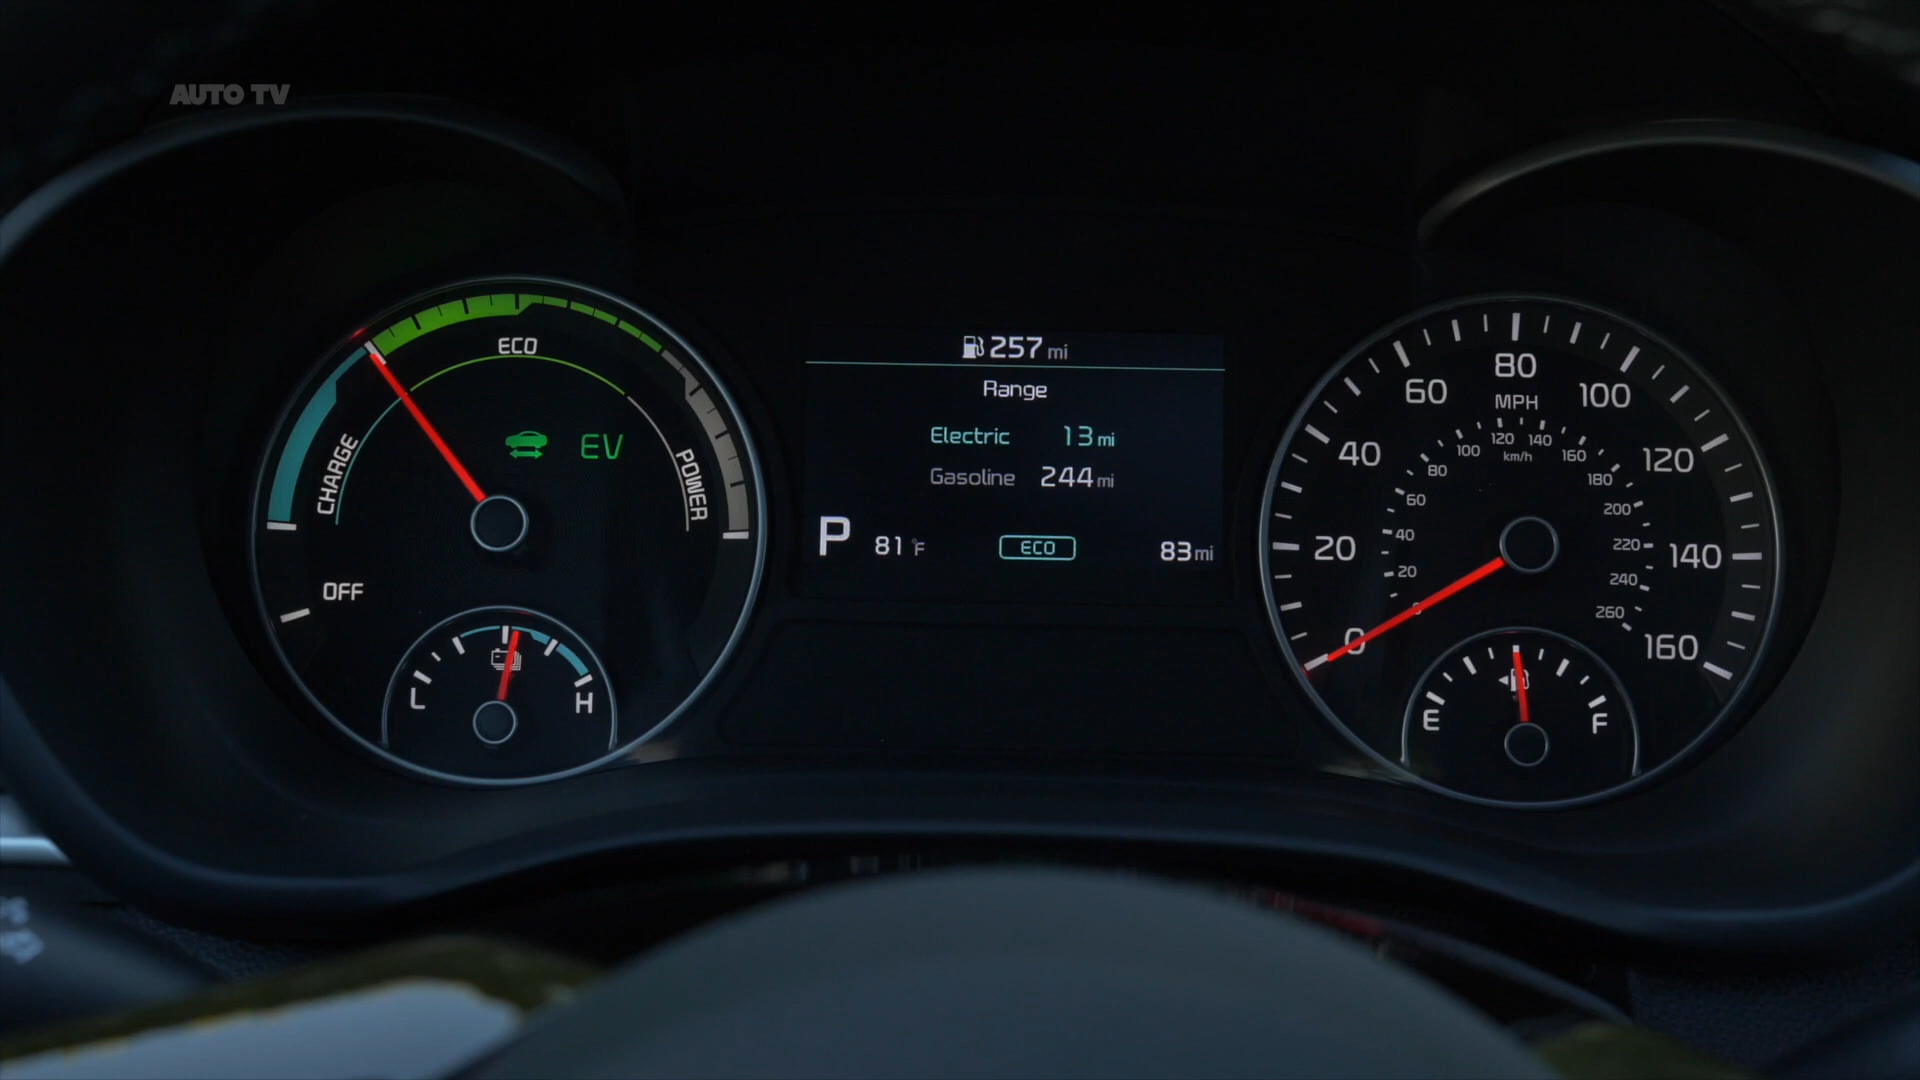 AUTO TV
ECO
CHARGE
POWER
EV
OFF
L
H
257 mi
Range
Electric 13 mi
Gasoline 244 mi
P 81 °F ECO 83 mi
0
20
40
60
80
100
120
140
160
MPH
0
20
40
60
80
100
120
140
160
180
200
220
240
260
km/h
E
F